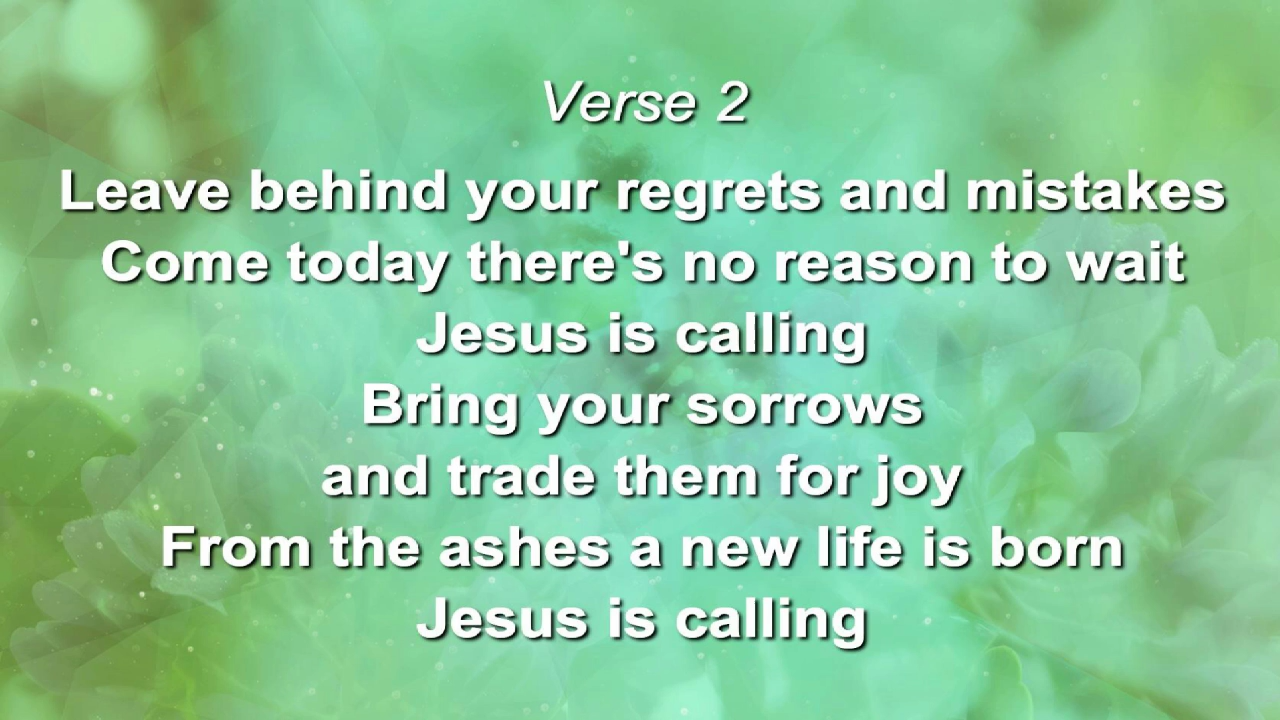 Verse 2
Leave behind your regrets and mistakes
Come today there's no reason to wait
Jesus is calling
Bring your sorrows
and trade them for joy
From the ashes a new life is born
Jesus is calling